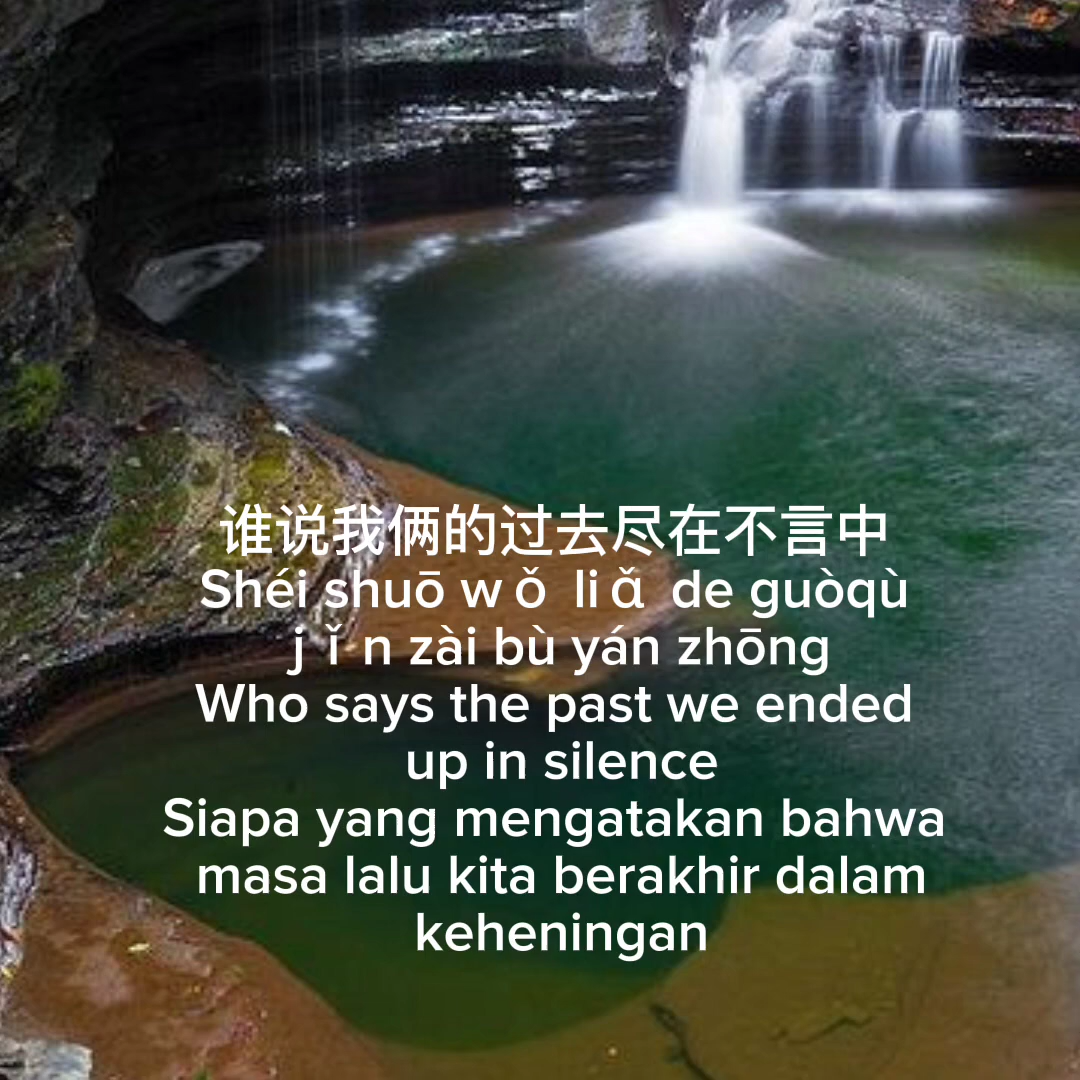 谁说我俩的过去尽在不言中
Shéi shuō wǒ liǎ de guòqù
jǐn zài bù yán zhōng
Who says the past we ended
up in silence
Siapa yang mengatakan bahwa
masa lalu kita berakhir dalam
keheningan